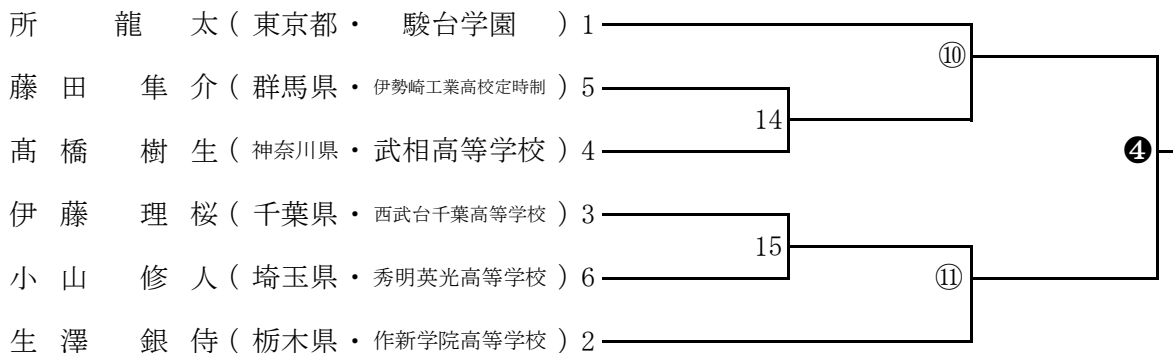 所 龍 太 ( 東京都 ・ 駿台学園 ) 1
⑩
藤 田 隼 介 ( 群馬県 ・ 伊勢崎工業高校定時制 ) 5
14
髙 橋 樹 生 ( 神奈川県 ・ 武相高等学校 ) 4
❹
伊 藤 理 桜 ( 千葉県 ・ 西武台千葉高等学校 ) 3
15
小 山 修 人 ( 埼玉県 ・ 秀明英光高等学校 ) 6
⑪
生 澤 銀 侍 ( 栃木県 ・ 作新学院高等学校 ) 2